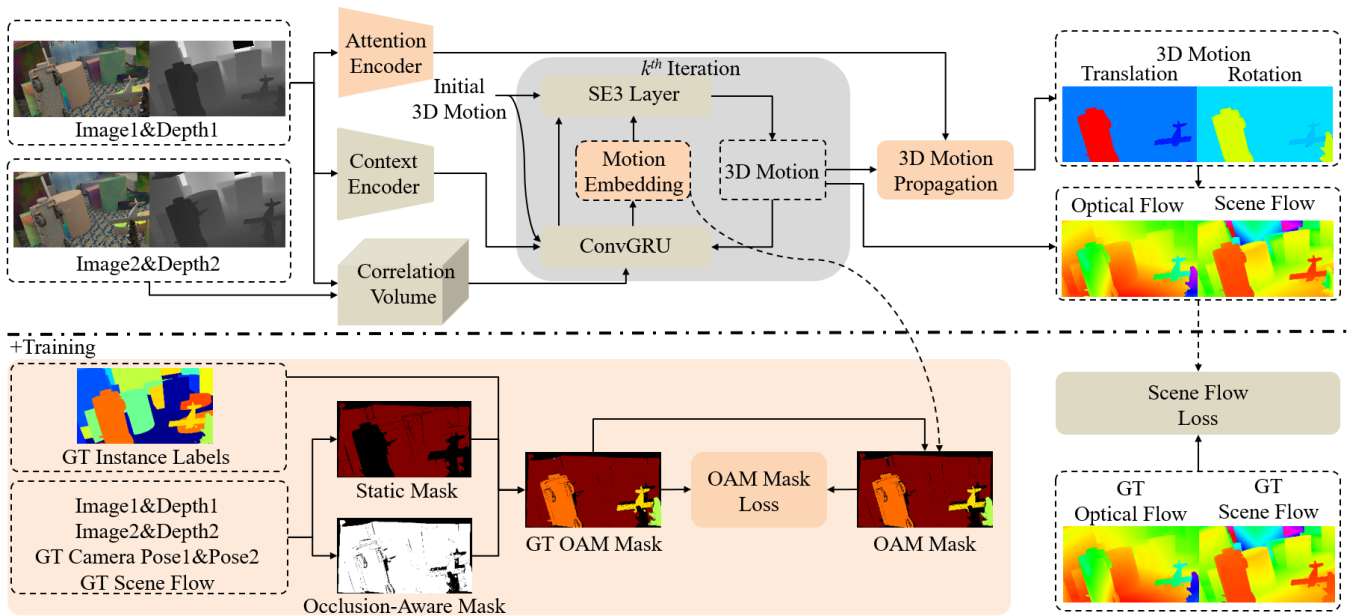 Image1&Depth1
Image2&Depth2
Attention
Encoder
Initial
3D Motion
Context
Encoder
Correlation
Volume
kth Iteration
SE3 Layer
Motion
Embedding
ConvGRU
3D Motion
3D Motion
Propagation
3D Motion
Translation
Rotation
Optical Flow
Scene Flow
+Training
GT Instance Labels
Image1&Depth1
Image2&Depth2
GT Camera Pose1&Pose2
GT Scene Flow
Static Mask
Occlusion-Aware Mask
GT OAM Mask
OAM Mask
Loss
OAM Mask
Scene Flow
Loss
GT
Optical Flow
GT
Scene Flow